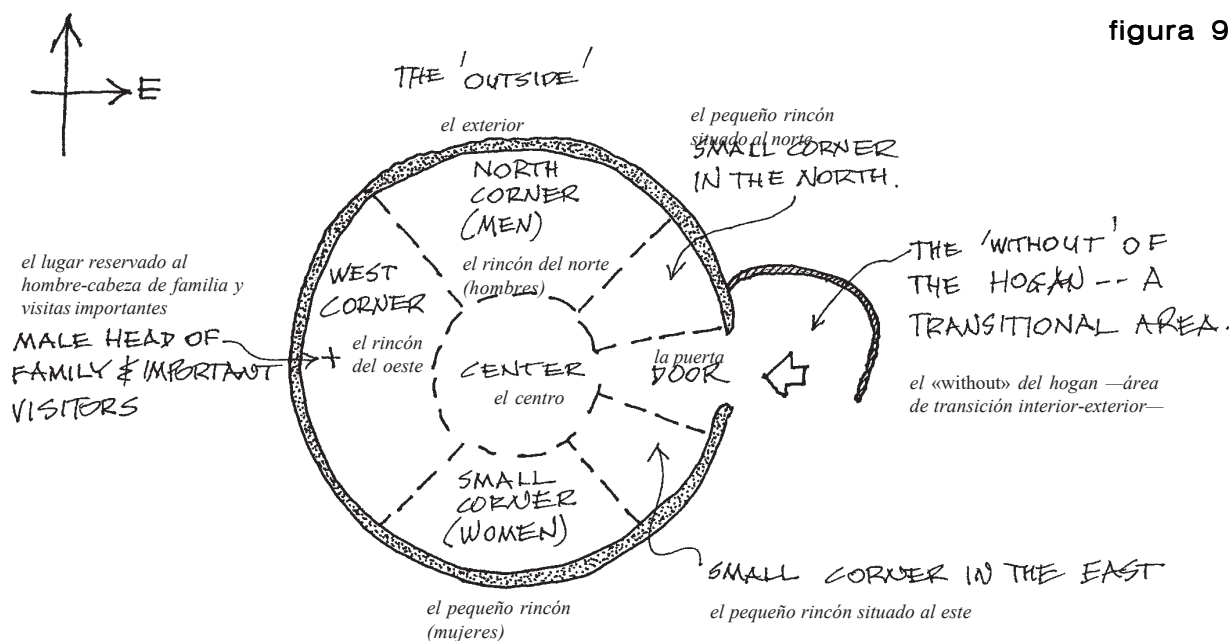 figura 9
E
THE 'OUTSIDE'
el exterior
el pequeño rincón
situado al norte
SMALL CORNER
IN THE NORTH.
NORTH
CORNER
(MEN)
el rincón del norte
(hombres)
el lugar reservado al
hombre-cabeza de familia y
visitas importantes
MALE HEAD OF
FAMILY & IMPORTANT
VISITORS
WEST
CORNER
el rincón
del oeste
CENTER
el centro
la puerta
DOOR
THE 'WITHOUT' OF
THE HOGAN -- A
TRANSITIONAL AREA.
el «without» del hogan —área
de transición interior-exterior—
SMALL
CORNER
(WOMEN)
el pequeño rincón
(mujeres)
SMALL CORNER IN THE EAST
el pequeño rincón situado al este